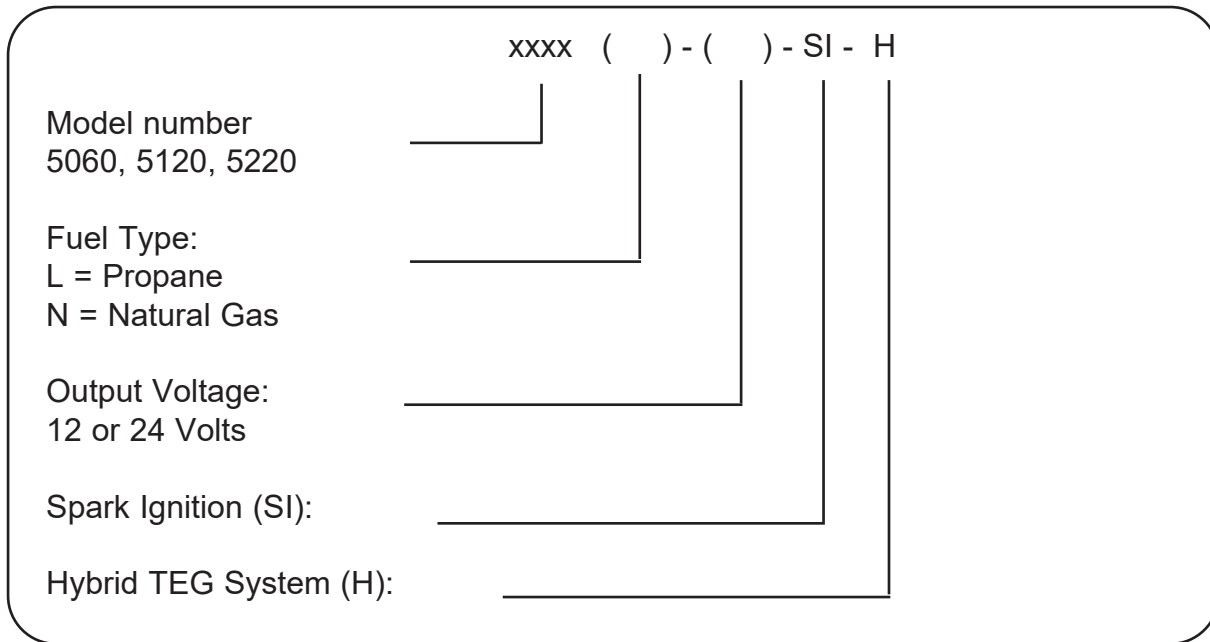 xxxx ( ) - ( ) - SI - H
Model number
5060, 5120, 5220
Fuel Type:
L = Propane
N = Natural Gas
Output Voltage:
12 or 24 Volts
Spark Ignition (SI):
Hybrid TEG System (H):